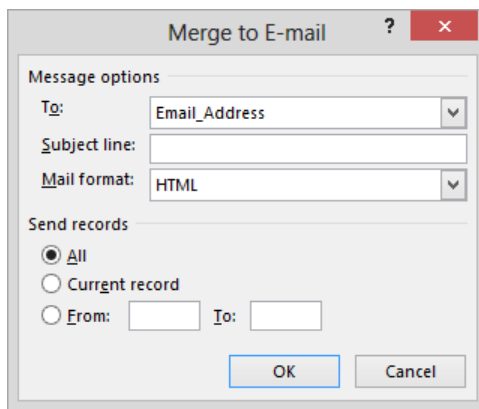 Merge to E-mail ? ×
Message options
To: Email_Address
Subject line:
Mail format: HTML
Send records
All
Current record
From: To:
OK Cancel